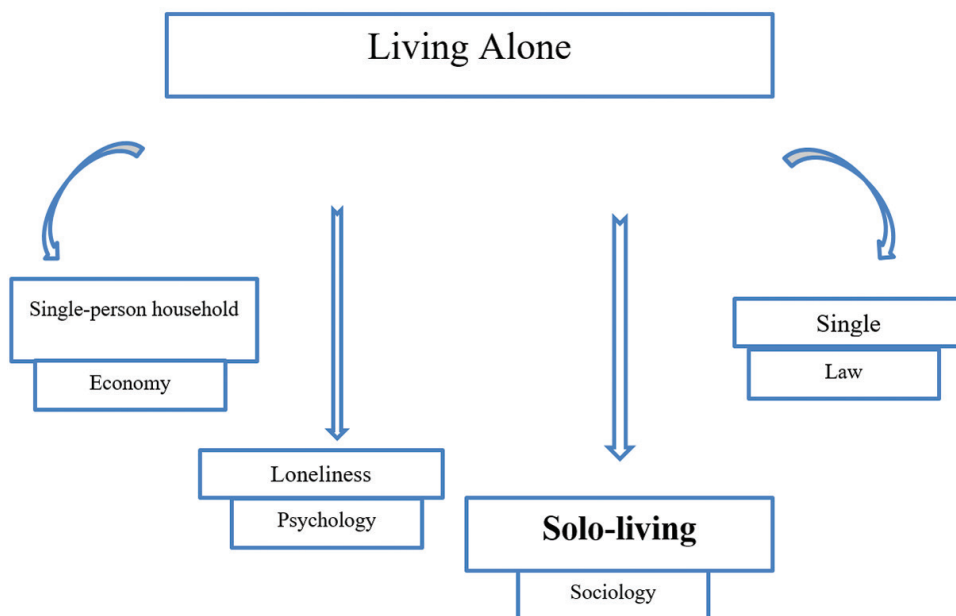 Living Alone
Single-person household
Economy
Single
Law
Loneliness
Psychology
Solo-living
Sociology